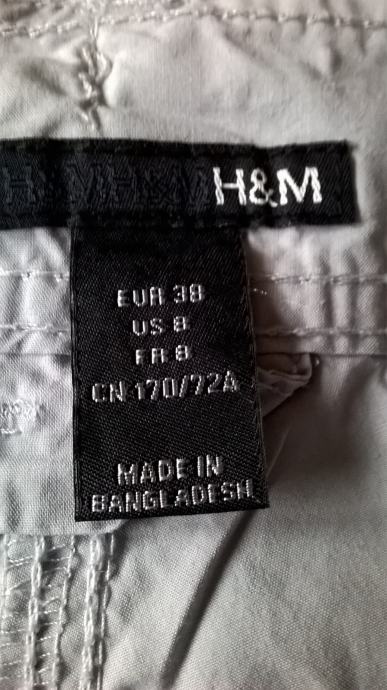 H&M H&M H&M
EUR 38
US 8
FR 8
CN 170/72A
MADE IN
BANGLADESH